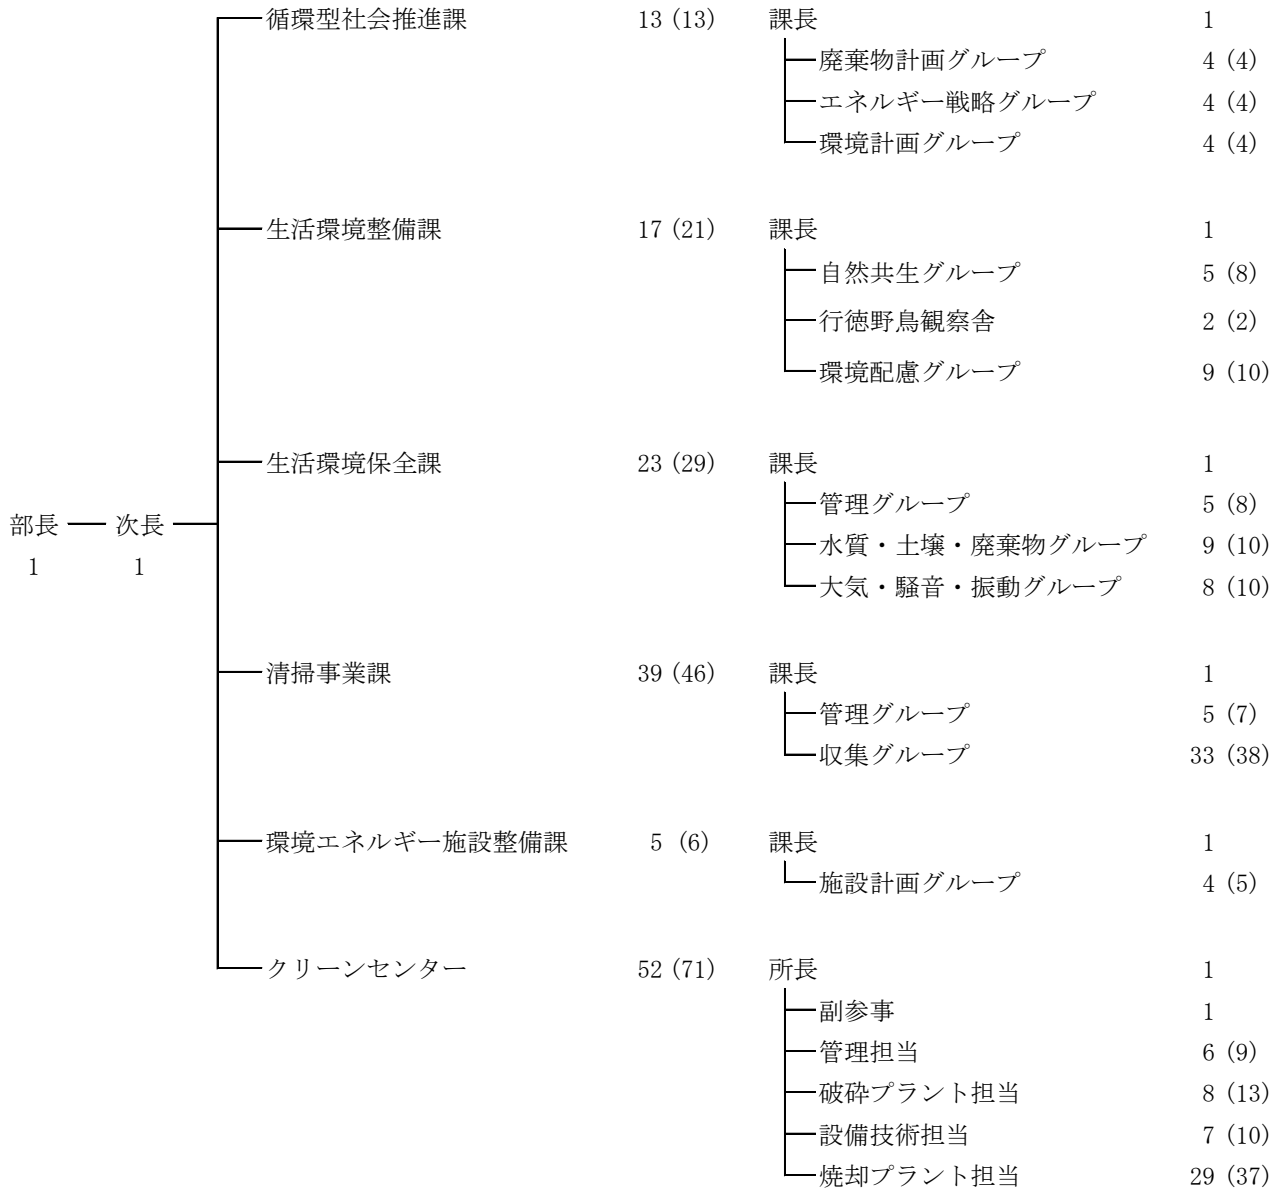 循環型社会推進課 13 (13) 課長 1
廃棄物計画グループ 4 (4)
エネルギー戦略グループ 4 (4)
環境計画グループ 4 (4)
生活環境整備課 17 (21) 課長 1
自然共生グループ 5 (8)
行徳野鳥観察舎 2 (2)
環境配慮グループ 9 (10)
生活環境保全課 23 (29) 課長 1
管理グループ 5 (8)
部長 次長
水質・土壌・廃棄物グループ 9 (10)
1 1
大気・騒音・振動グループ 8 (10)
清掃事業課 39 (46) 課長 1
管理グループ 5 (7)
収集グループ 33 (38)
環境エネルギー施設整備課 5 (6) 課長 1
施設計画グループ 4 (5)
クリーンセンター 52 (71) 所長 1
副参事 1
管理担当 6 (9)
破砕プラント担当 8 (13)
設備技術担当 7 (10)
焼却プラント担当 29 (37)